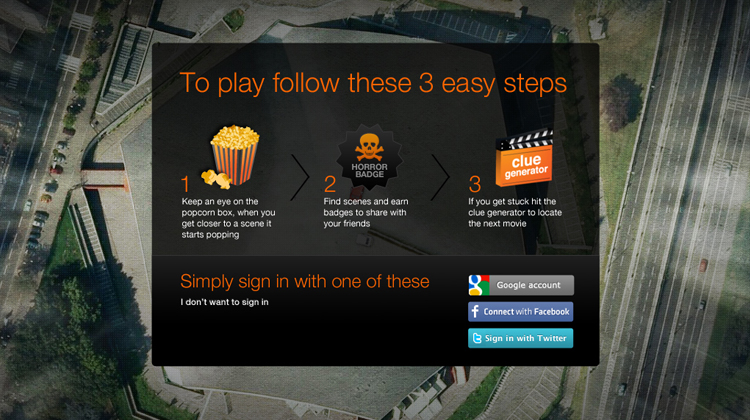 To play follow these 3 easy steps
1
Keep an eye on the
popcorn box, when you
get closer to a scene it
starts popping
HORROR
BADGE
2
Find scenes and earn
badges to share with
your friends
clue
generator
3
If you get stuck hit the
clue generator to locate
the next movie
Simply sign in with one of these
I don't want to sign in
Google account
Connect with Facebook
Sign in with Twitter